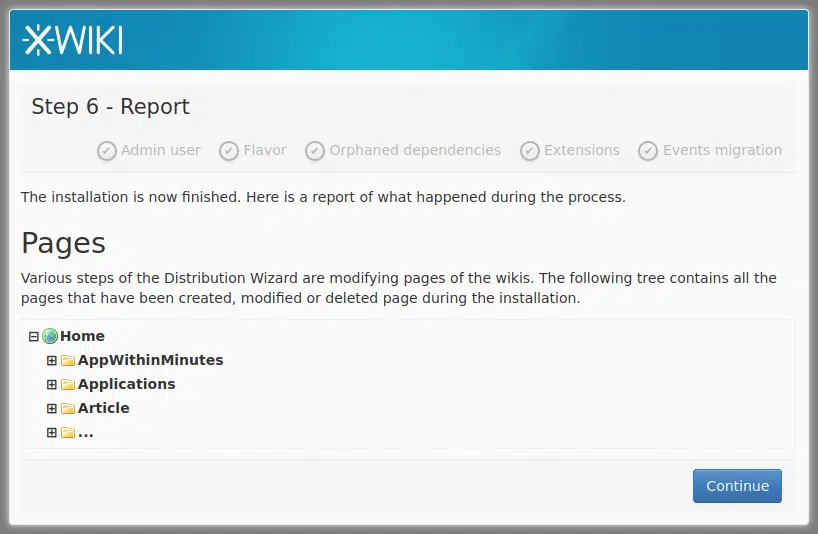 XWIKI
Step 6 - Report
Admin user Flavor Orphaned dependencies Extensions Events migration
The installation is now finished. Here is a report of what happened during the process.
Pages
Various steps of the Distribution Wizard are modifying pages of the wikis. The following tree contains all the
pages that have been created, modified or deleted page during the installation.
Home
AppWithinMinutes
Applications
Article
...
Continue